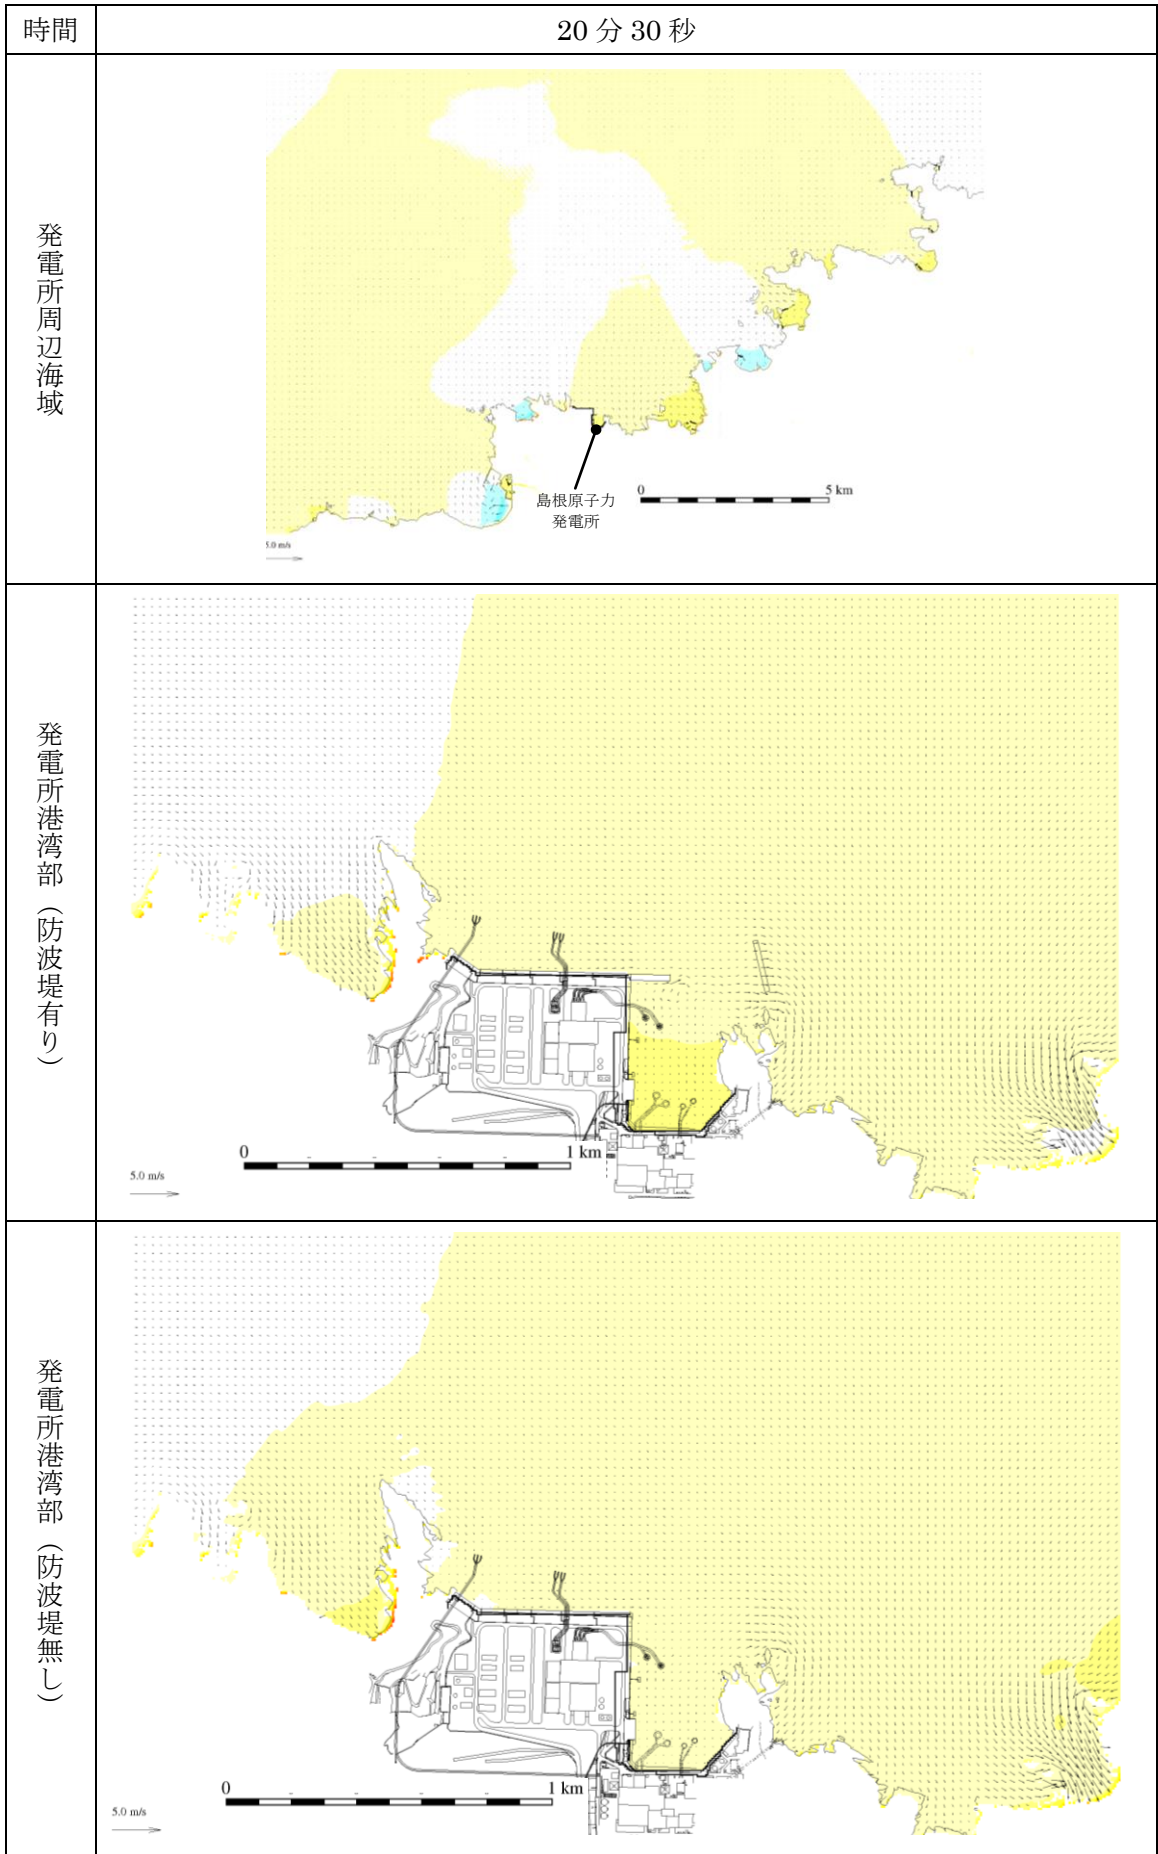 時間
20分30秒
発電所周辺海域
島根原子力
発電所
0
5 km
5.0 m/s
発電所港湾部（防波堤有り）
0
1 km
5.0 m/s
発電所港湾部（防波堤無し）
0
1 km
5.0 m/s